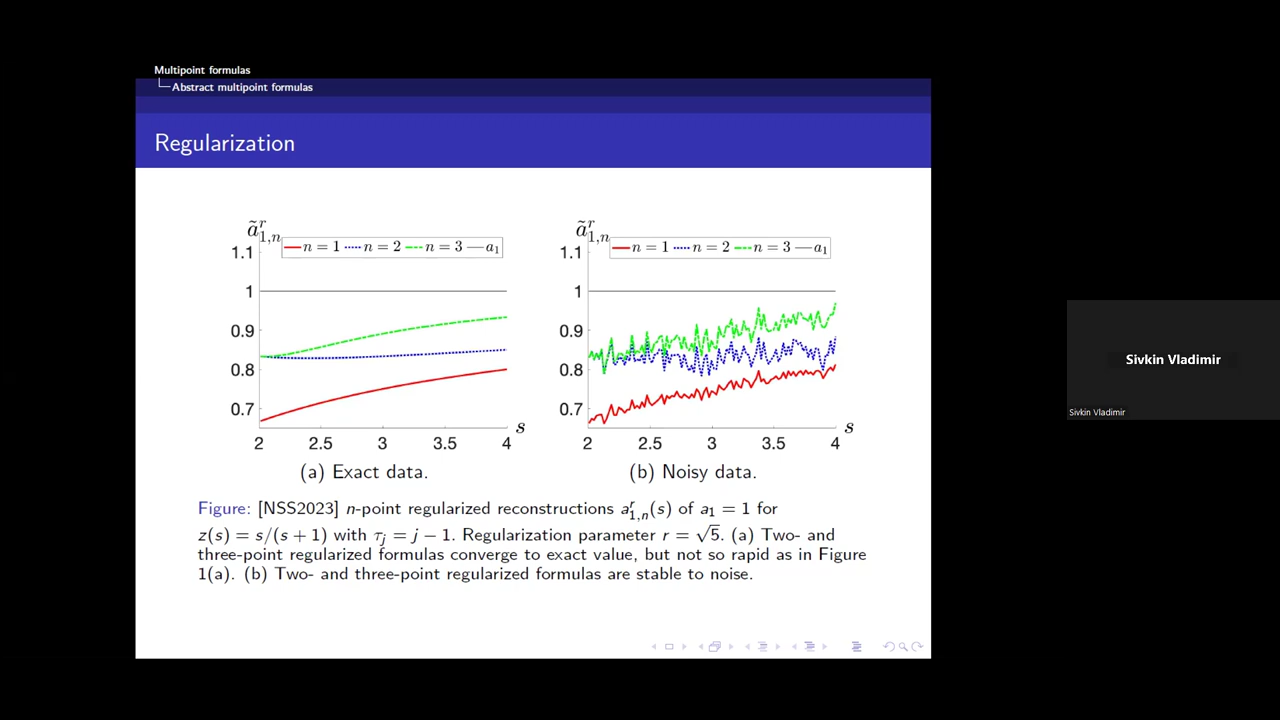 Multipoint formulas
Abstract multipoint formulas
Regularization
ã^r_{1,n}
n = 1 n = 2 n = 3 a₁
1.1
1
0.9
0.8
0.7
2 2.5 3 3.5 4
s
(a) Exact data.
ã^r_{1,n}
n = 1 n = 2 n = 3 a₁
1.1
1
0.9
0.8
0.7
2 2.5 3 3.5 4
s
(b) Noisy data.
Figure: [NSS2023] n-point regularized reconstructions a^r_{1,n}(s) of a₁ = 1 for
z(s) = s/(s + 1) with τ_j = j − 1. Regularization parameter r = √5. (a) Two- and
three-point regularized formulas converge to exact value, but not so rapid as in Figure
1(a). (b) Two- and three-point regularized formulas are stable to noise.
Sivkin Vladimir
Sivkin Vladimir